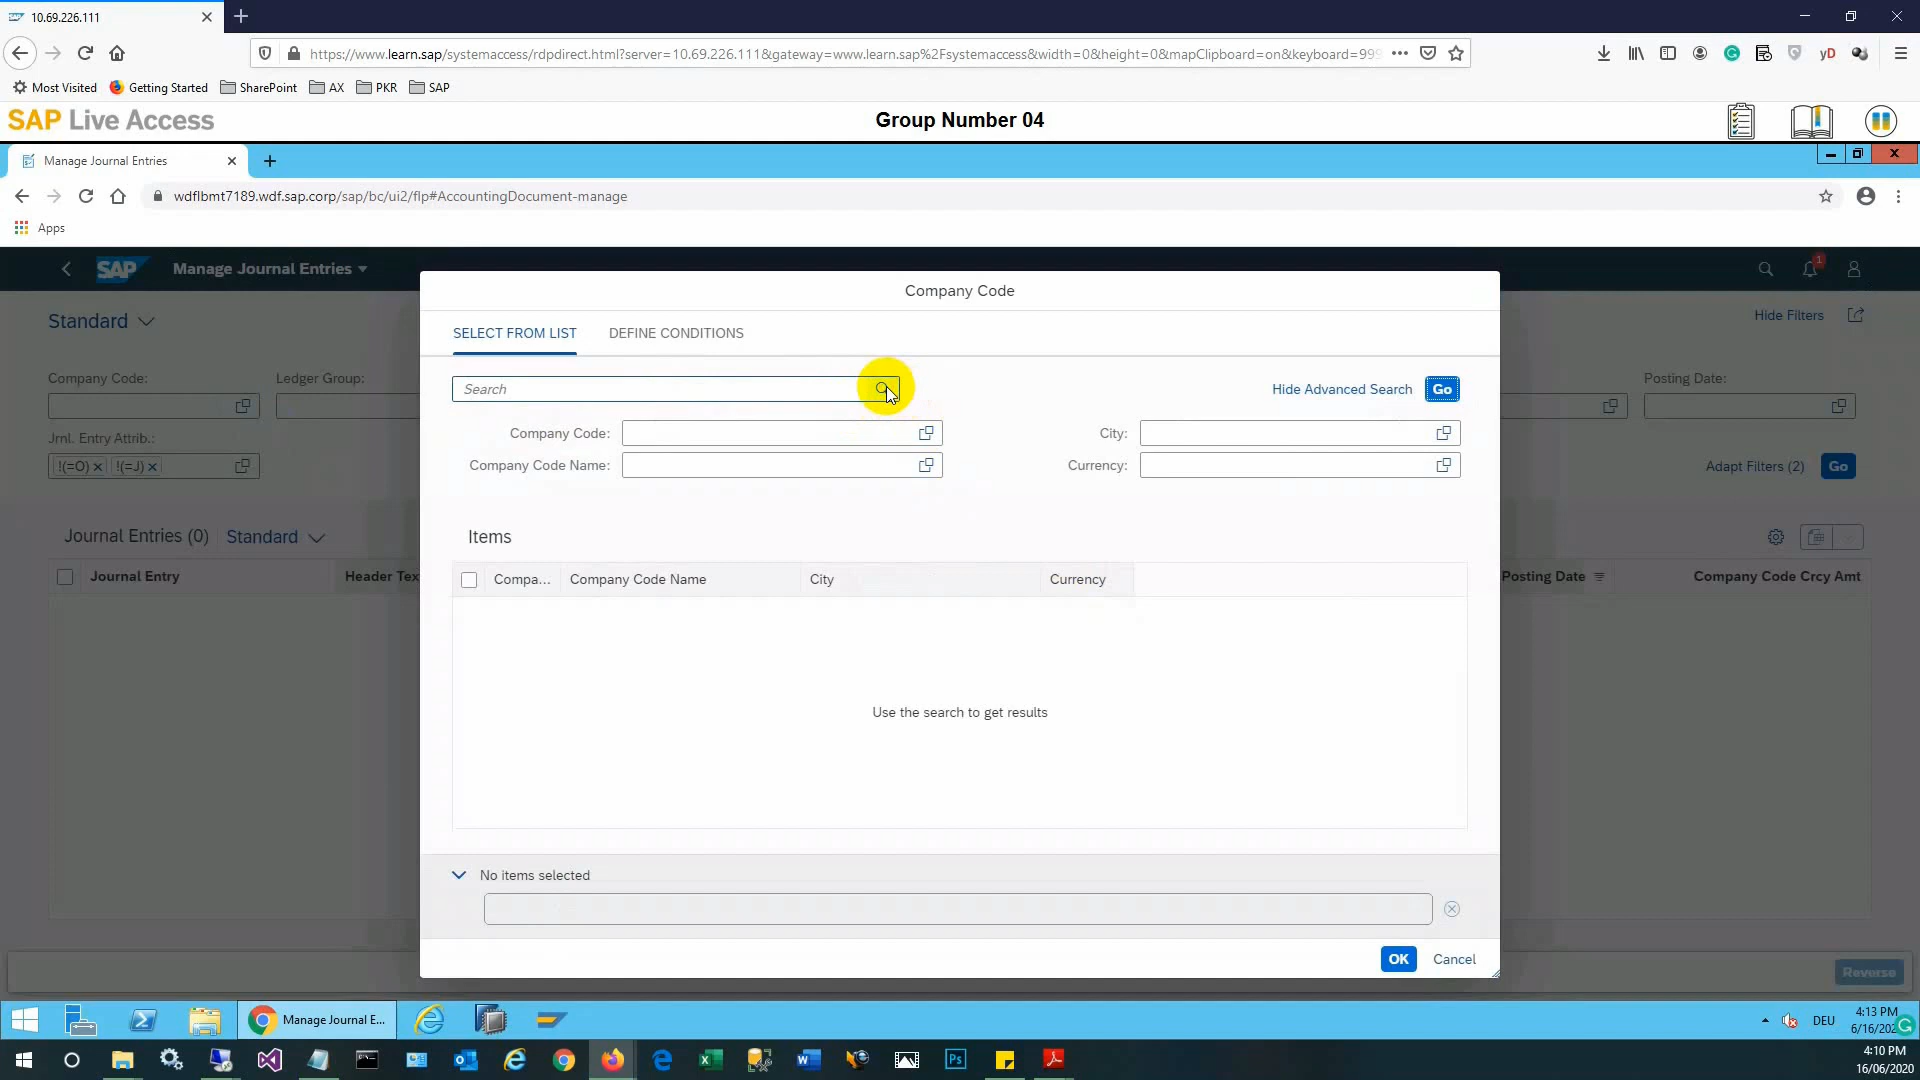 10.69.226.111
https://www.learn.sap/systemaccess/rdpdirect.html?server=10.69.226.111&gateway=www.learn.sap%2Fsystemaccess&width=0&height=0&mapClipboard=on&keyboard=999
Most Visited Getting Started SharePoint AX PKR SAP
SAP Live Access Group Number 04
Manage Journal Entries
wdflbmt7189.wdf.sap.corp/sap/bc/ui2/flp#AccountingDocument-manage
Apps
SAP Manage Journal Entries 1
Company Code
Standard Hide Filters
SELECT FROM LIST DEFINE CONDITIONS
Company Code: Ledger Group: Posting Date:
Search Hide Advanced Search Go
Company Code: City:
Jrnl. Entry Attrib.:
!(=O) !(=J)
Company Code Name: Currency:
Adapt Filters (2) Go
Journal Entries (0) Standard
Items
Journal Entry Header Tex
Compa... Company Code Name City Currency
Posting Date Company Code Crcy Amt
Use the search to get results
No items selected
OK Cancel
Reverse
Manage Journal E...
DEU
4:13 PM
4:10 PM
16/06/2020